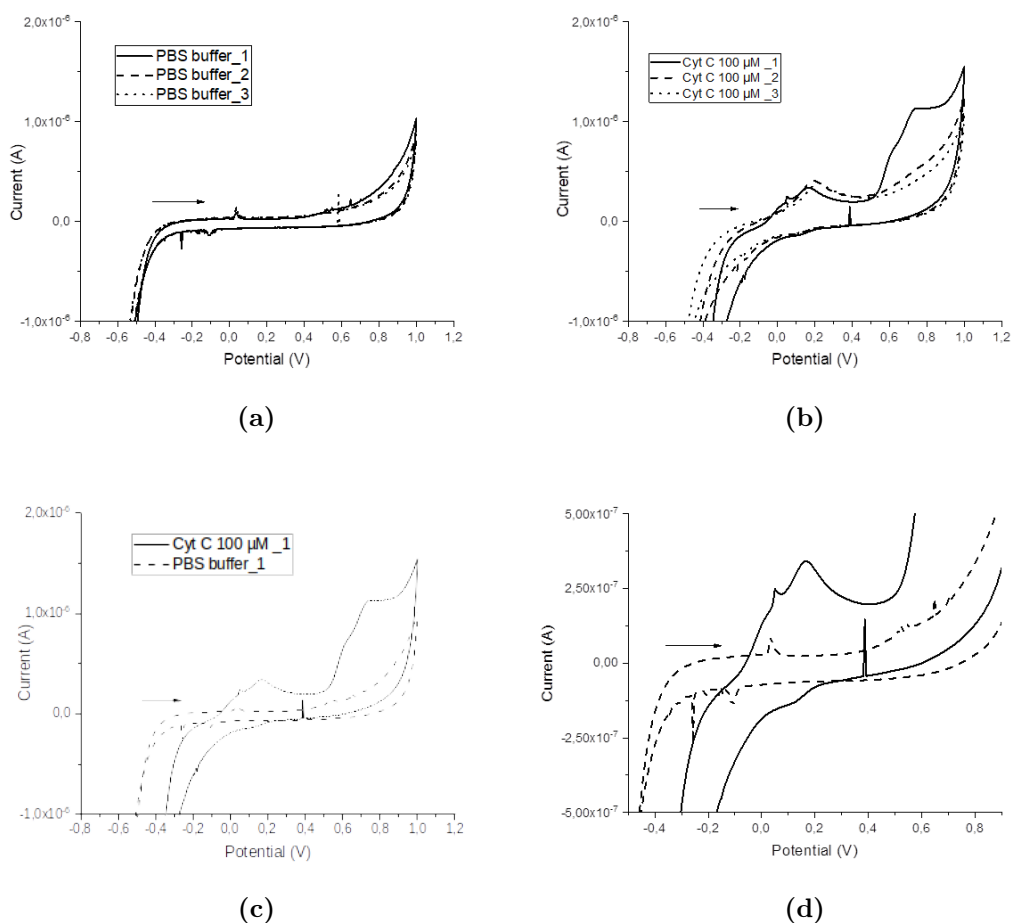 2,0x10⁻⁶
PBS buffer_1
PBS buffer_2
PBS buffer_3
1,0x10⁻⁶
Current (A)
0,0
-1,0x10⁻⁶
-0,8 -0,6 -0,4 -0,2 0,0 0,2 0,4 0,6 0,8 1,0 1,2
Potential (V)
(a)
2,0x10⁻⁶
Cyt C 100 µM _1
Cyt C 100 µM _2
Cyt C 100 µM _3
1,0x10⁻⁶
Current (A)
0,0
-1,0x10⁻⁶
-0,8 -0,6 -0,4 -0,2 0,0 0,2 0,4 0,6 0,8 1,0 1,2
Potential (V)
(b)
2,0x10⁻⁶
Cyt C 100 µM _1
PBS buffer_1
1,0x10⁻⁶
Current (A)
0,0
-1,0x10⁻⁶
-0,8 -0,6 -0,4 -0,2 0,0 0,2 0,4 0,6 0,8 1,0 1,2
Potential (V)
(c)
5,00x10⁻⁷
2,50x10⁻⁷
Current (A)
0,00
-2,50x10⁻⁷
-5,00x10⁻⁷
-0,4 -0,2 0,0 0,2 0,4 0,6 0,8
Potential (V)
(d)